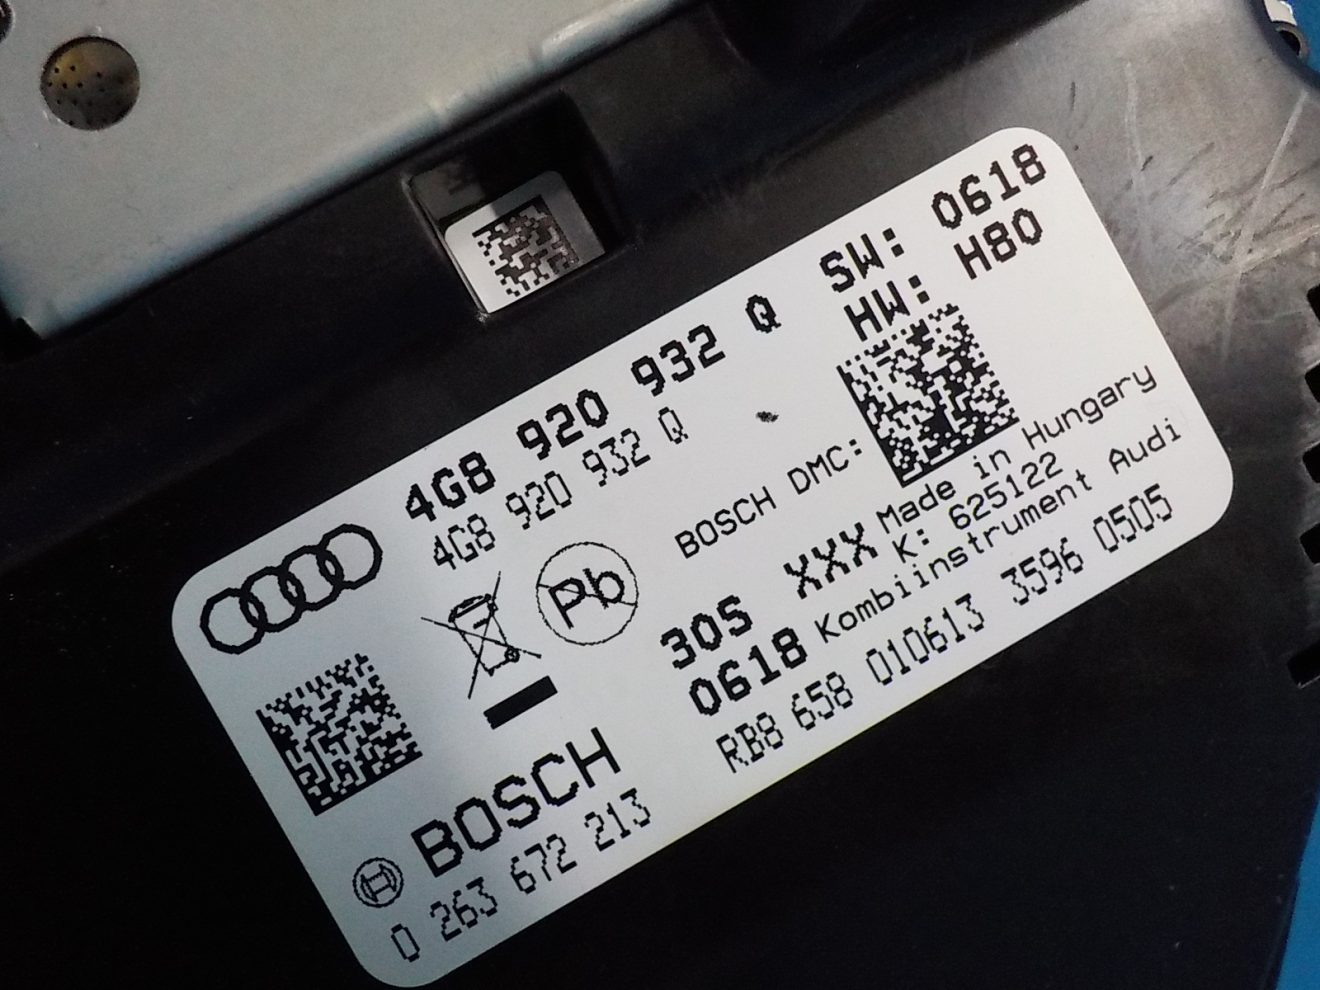 4G8 920 932 Q
4G8 920 932 Q
SW: 0618
HW: H80
Pb
BOSCH DMC:
Made in Hungary
K: 625122
Kombiinstrument Audi
30S XXX
0618
RB8 658 010613 3596 0505
BOSCH
0 263 672 213